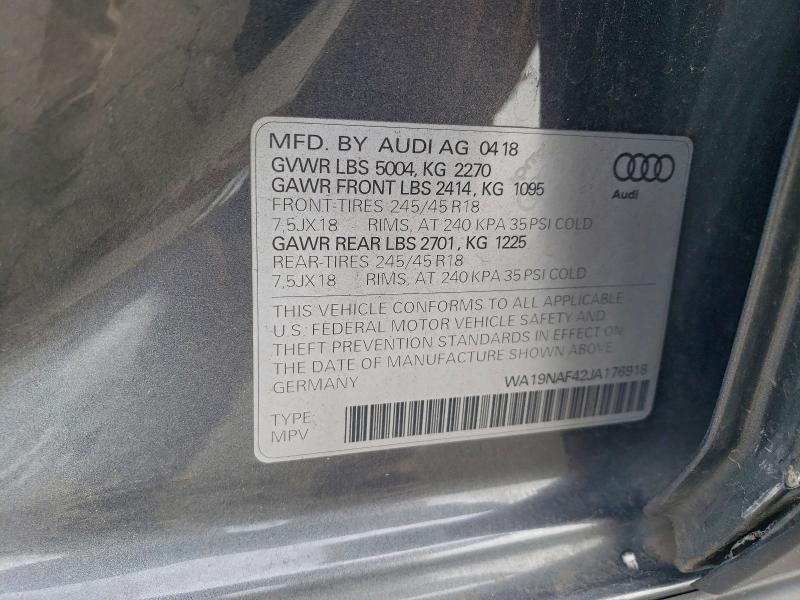 MFD. BY AUDI AG 04 18
GVWR LBS 5004, KG 2270
GAWR FRONT LBS 2414, KG 1095
FRONT-TIRES 245/45 R18
7,5JX18 RIMS, AT 240 KPA 35 PSI COLD
GAWR REAR LBS 2701, KG 1225
REAR-TIRES 245/45 R18
7,5JX18 RIMS, AT 240 KPA 35 PSI COLD
Audi
THIS VEHICLE CONFORMS TO ALL APPLICABLE
U.S. FEDERAL MOTOR VEHICLE SAFETY AND
THEFT PREVENTION STANDARDS IN EFFECT ON
THE DATE OF MANUFACTURE SHOWN ABOVE.
GERMANY
WA19NAF42JA176918
TYPE:
MPV